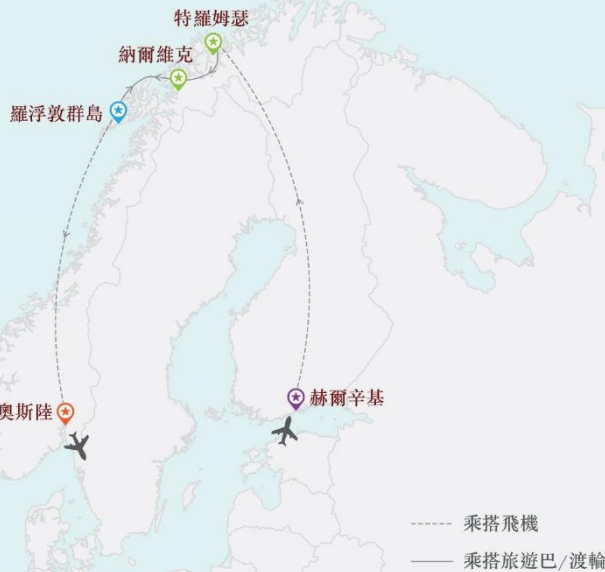 特羅姆瑟
納爾維克
羅浮敦群島
奧斯陸
赫爾辛基
乘搭飛機
乘搭旅遊巴/渡輪